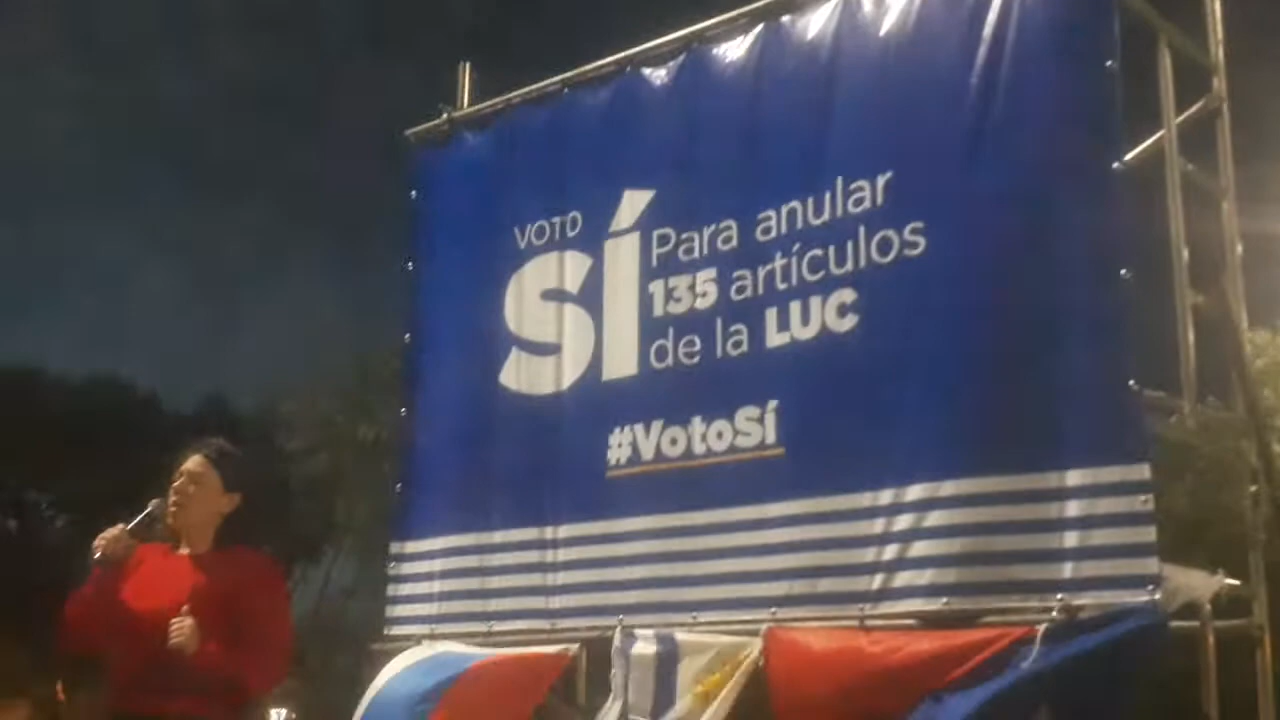 VOTO
SÍ
Para anular
135 artículos
de la LUC
#VotoSí